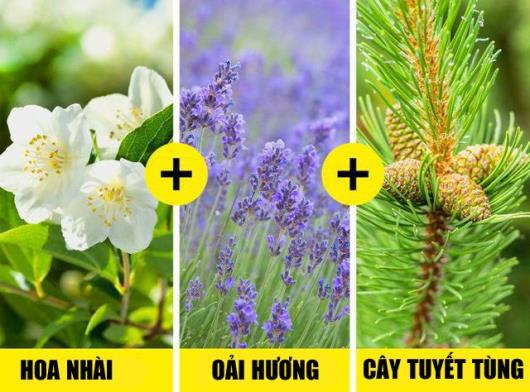 + +
HOA NHÀI
OẢI HƯƠNG
CÂY TUYẾT TÙNG